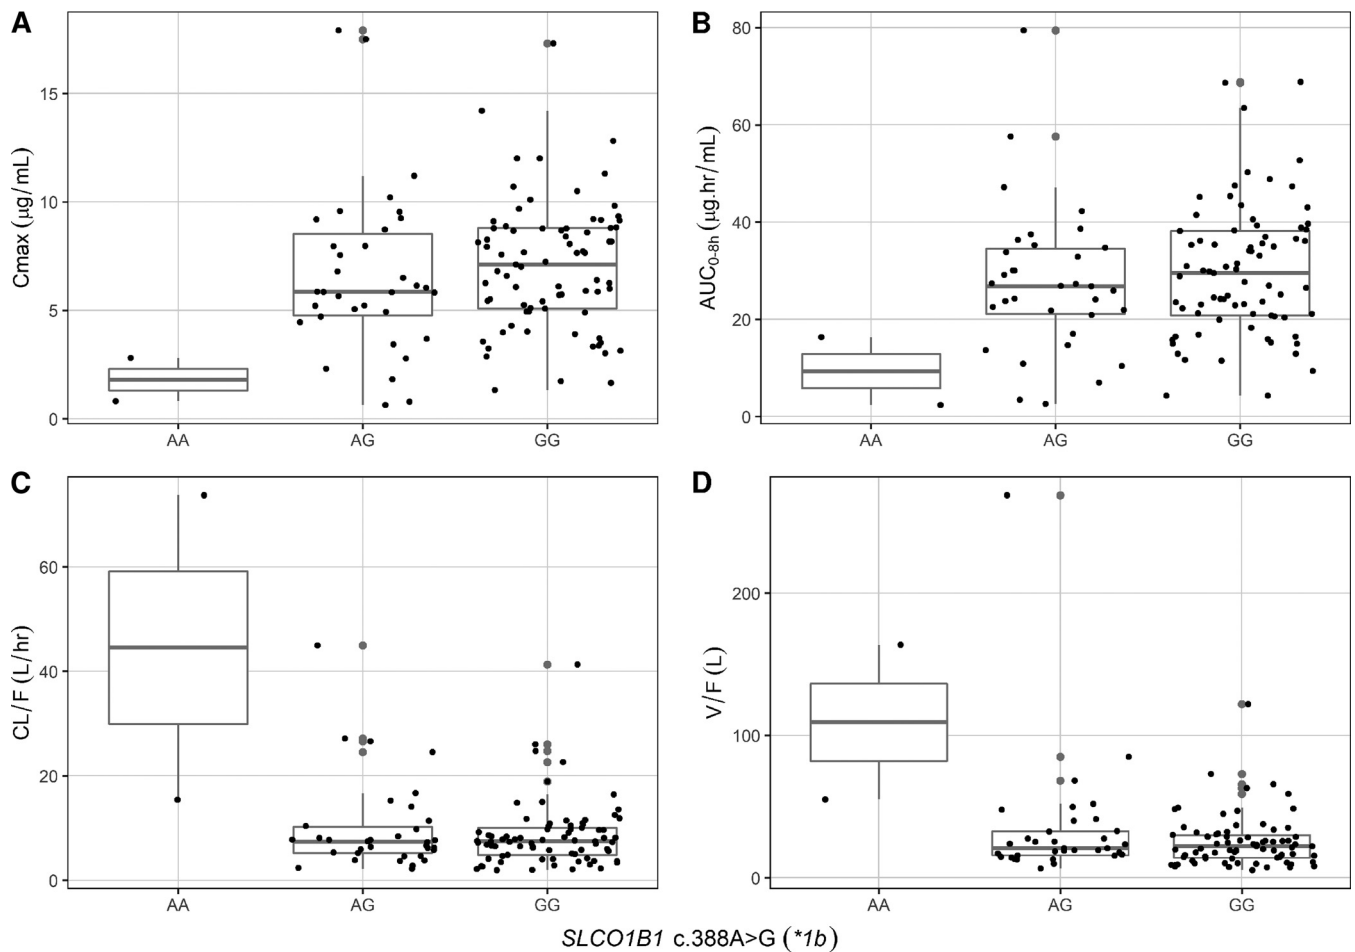 A
Cmax (μg/mL)
15
10
5
0
AA AG GG
B
AUC0-8h (μg.hr/mL)
80
60
40
20
0
AA AG GG
C
CL/F (L/hr)
60
40
20
0
AA AG GG
D
V/F (L)
200
100
0
AA AG GG
SLCO1B1 c.388A>G (*1b)